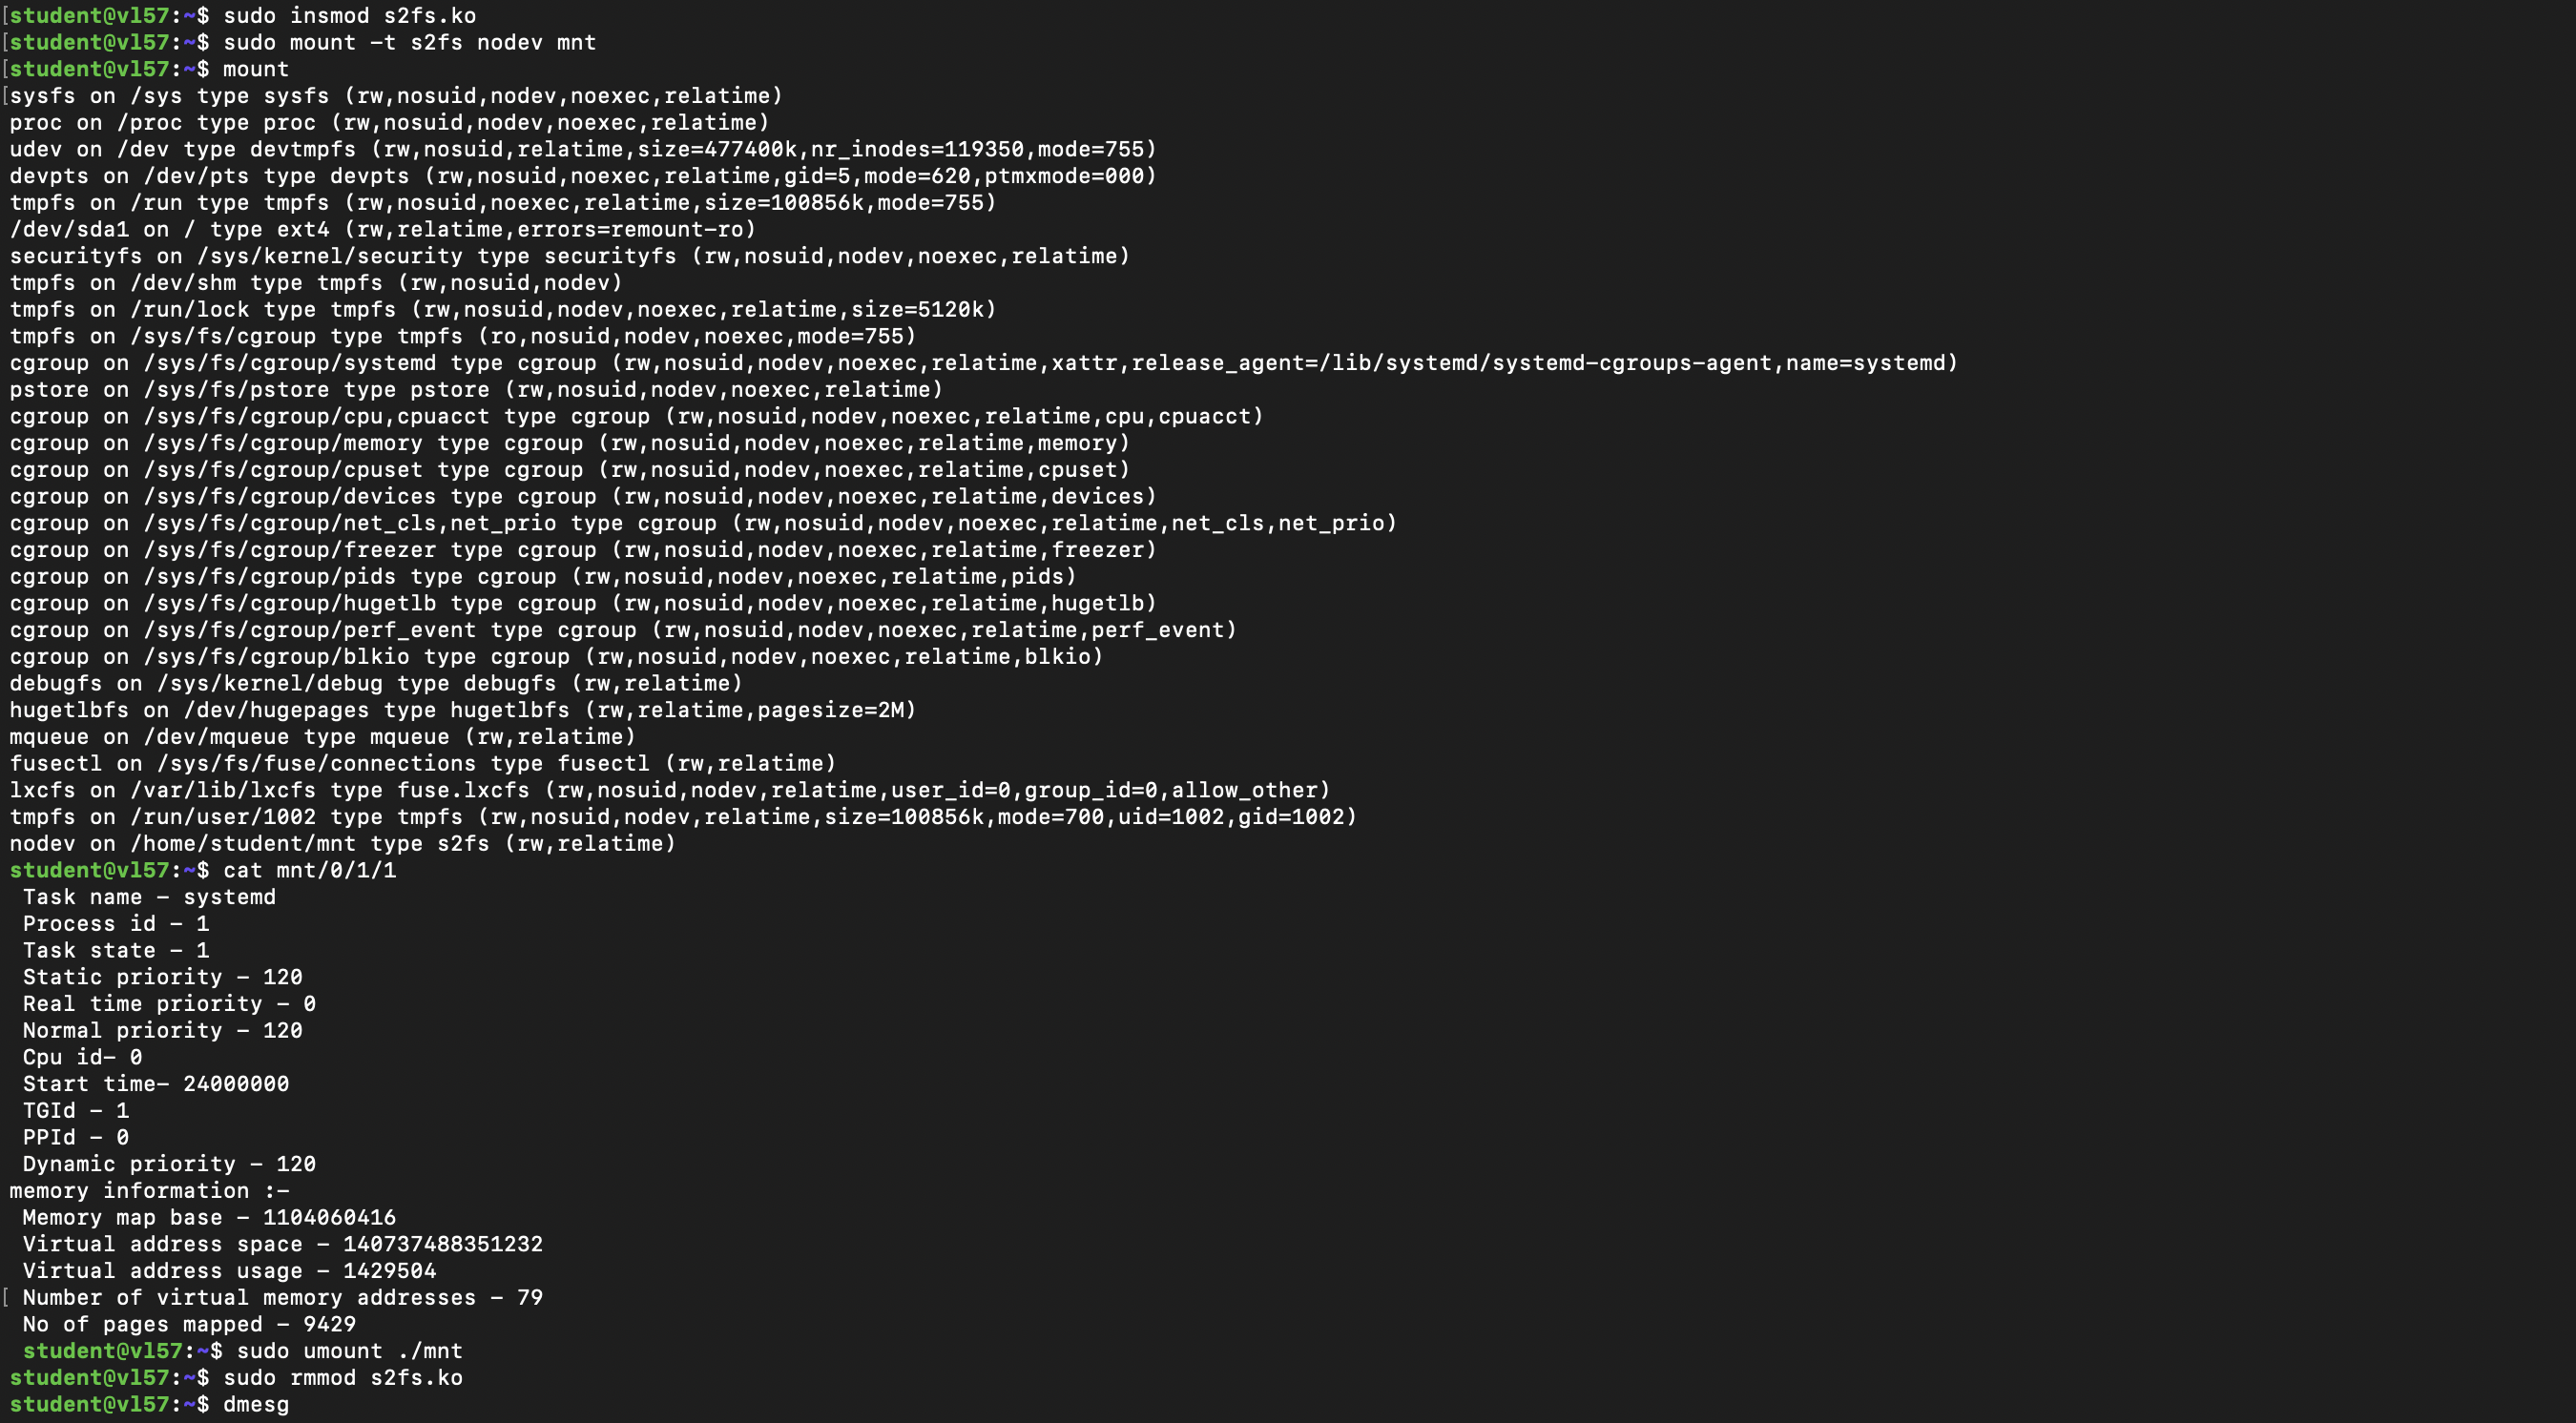 [student@vl57:~$ sudo insmod s2fs.ko
[student@vl57:~$ sudo mount -t s2fs nodev mnt
[student@vl57:~$ mount
[sysfs on /sys type sysfs (rw,nosuid,nodev,noexec,relatime)
proc on /proc type proc (rw,nosuid,nodev,noexec,relatime)
udev on /dev type devtmpfs (rw,nosuid,relatime,size=477400k,nr_inodes=119350,mode=755)
devpts on /dev/pts type devpts (rw,nosuid,noexec,relatime,gid=5,mode=620,ptmxmode=000)
tmpfs on /run type tmpfs (rw,nosuid,noexec,relatime,size=100856k,mode=755)
/dev/sda1 on / type ext4 (rw,relatime,errors=remount-ro)
securityfs on /sys/kernel/security type securityfs (rw,nosuid,nodev,noexec,relatime)
tmpfs on /dev/shm type tmpfs (rw,nosuid,nodev)
tmpfs on /run/lock type tmpfs (rw,nosuid,nodev,noexec,relatime,size=5120k)
tmpfs on /sys/fs/cgroup type tmpfs (ro,nosuid,nodev,noexec,mode=755)
cgroup on /sys/fs/cgroup/systemd type cgroup (rw,nosuid,nodev,noexec,relatime,xattr,release_agent=/lib/systemd/systemd-cgroups-agent,name=systemd)
pstore on /sys/fs/pstore type pstore (rw,nosuid,nodev,noexec,relatime)
cgroup on /sys/fs/cgroup/cpu,cpuacct type cgroup (rw,nosuid,nodev,noexec,relatime,cpu,cpuacct)
cgroup on /sys/fs/cgroup/memory type cgroup (rw,nosuid,nodev,noexec,relatime,memory)
cgroup on /sys/fs/cgroup/cpuset type cgroup (rw,nosuid,nodev,noexec,relatime,cpuset)
cgroup on /sys/fs/cgroup/devices type cgroup (rw,nosuid,nodev,noexec,relatime,devices)
cgroup on /sys/fs/cgroup/net_cls,net_prio type cgroup (rw,nosuid,nodev,noexec,relatime,net_cls,net_prio)
cgroup on /sys/fs/cgroup/freezer type cgroup (rw,nosuid,nodev,noexec,relatime,freezer)
cgroup on /sys/fs/cgroup/pids type cgroup (rw,nosuid,nodev,noexec,relatime,pids)
cgroup on /sys/fs/cgroup/hugetlb type cgroup (rw,nosuid,nodev,noexec,relatime,hugetlb)
cgroup on /sys/fs/cgroup/perf_event type cgroup (rw,nosuid,nodev,noexec,relatime,perf_event)
cgroup on /sys/fs/cgroup/blkio type cgroup (rw,nosuid,nodev,noexec,relatime,blkio)
debugfs on /sys/kernel/debug type debugfs (rw,relatime)
hugetlbfs on /dev/hugepages type hugetlbfs (rw,relatime,pagesize=2M)
mqueue on /dev/mqueue type mqueue (rw,relatime)
fusectl on /sys/fs/fuse/connections type fusectl (rw,relatime)
lxcfs on /var/lib/lxcfs type fuse.lxcfs (rw,nosuid,nodev,relatime,user_id=0,group_id=0,allow_other)
tmpfs on /run/user/1002 type tmpfs (rw,nosuid,nodev,relatime,size=100856k,mode=700,uid=1002,gid=1002)
nodev on /home/student/mnt type s2fs (rw,relatime)
student@vl57:~$ cat mnt/0/1/1
Task name - systemd
Process id - 1
Task state - 1
Static priority - 120
Real time priority - 0
Normal priority - 120
Cpu id- 0
Start time- 24000000
TGId - 1
PPId - 0
Dynamic priority - 120
memory information :-
Memory map base - 1104060416
Virtual address space - 140737488351232
Virtual address usage - 1429504
[ Number of virtual memory addresses - 79
No of pages mapped - 9429
student@vl57:~$ sudo umount ./mnt
student@vl57:~$ sudo rmmod s2fs.ko
student@vl57:~$ dmesg